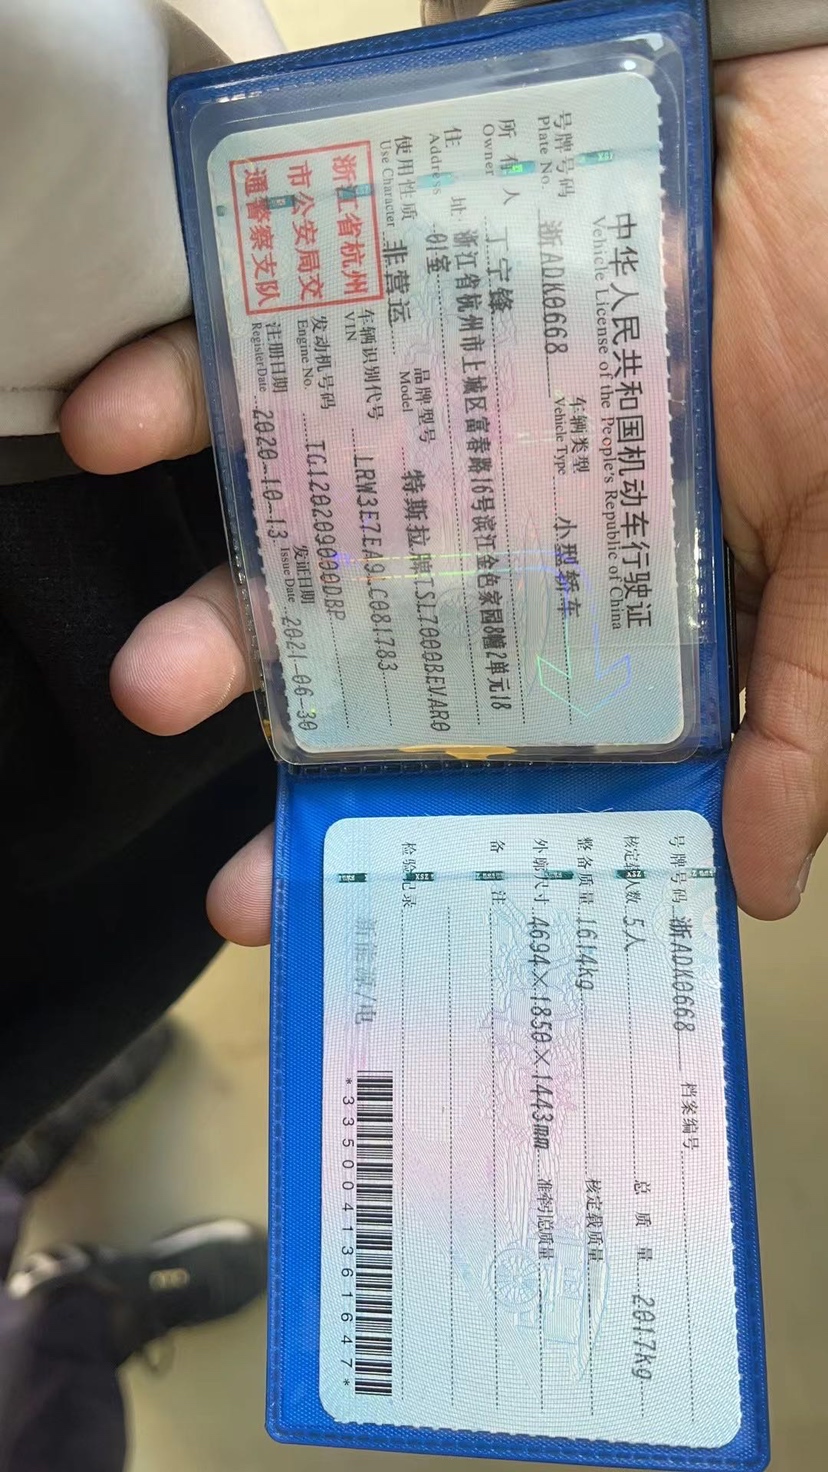 中华人民共和国机动车行驶证
Vehicle License of the People's Republic of China
号牌号码 浙ADK0668 车辆类型 小型轿车
Plate No. Vehicle Type
所有人 丁宇锋
Owner
住址 浙江省杭州市上城区富春路16号滨江金色家园8幢2单元18
Address 01室
使用性质 非营运 品牌型号 特斯拉牌TSL7000BEVAR0
Use Character Model
浙江省杭州
市公安局交
通警察支队
车辆识别代号 LRW3E7EA9LC081783
VIN
发动机号码 TG1202090000DBP
Engine No.
注册日期 2020-10-13 发证日期 2021-06-30
Register Date Issue Date
号牌号码 浙ADK0668 档案编号
核定载人数 5人 总质量 2017kg
整备质量 1614kg 核定载质量
外廓尺寸 4694×1850×1443mm 准牵引总质量
备注
检验记录
新能源/电
*3350041361647*